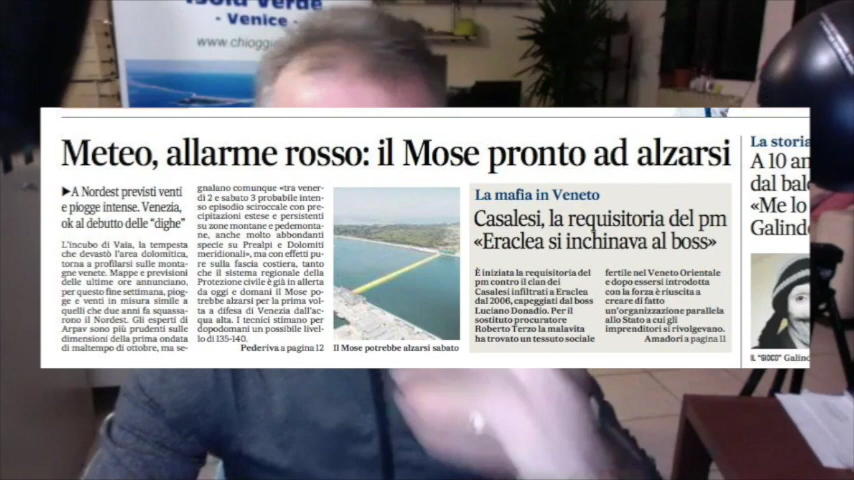 Isola Verde
- Venice -
Meteo, allarme rosso: il Mose pronto ad alzarsi
►A Nordest previsti venti
e piogge intense. Venezia,
ok al debutto delle "dighe"
L'incubo di Vaia, la tempesta
che devastò l'area dolomitica,
torna a profilarsi sulle monta-
gne venete. Mappe e previsioni
delle ultime ore annunciano,
per questo fine settimana, piog-
ge e venti in misura simile a
quelli che due anni fa squassa-
rono il Nordest. Gli esperti di
Arpav sono più prudenti sulle
dimensioni della prima ondata
di maltempo di ottobre, ma se-
gnalano comunque «tra vener-
dì 2 e sabato 3 probabile inten-
so episodio sciroccale con pre-
cipitazioni estese e persistenti
su zone montane e pedemonta-
ne, anche molto abbondanti
specie su Prealpi e Dolomiti
meridionali», ma con effetti pu-
re sulla fascia costiera, tanto
che il sistema regionale della
Protezione civile è già in allerta
da oggi e domani il Mose po-
trebbe alzarsi per la prima vol-
ta a difesa di Venezia dall'ac-
qua alta. I tecnici stimano per
dopodomani un possibile livel-
lo di 135-140.
Pederiva a pagina 12
Il Mose potrebbe alzarsi sabato
La mafia in Veneto
Casalesi, la requisitoria del pm
«Eraclea si inchinava al boss»
È iniziata la requisitoria del
pm contro il clan dei
Casalesi infiltrati a Eraclea
dal 2006, capeggiati dal boss
Luciano Donadio. Per il
sostituto procuratore
Roberto Terzo la malavita
ha trovato un tessuto sociale
fertile nel Veneto Orientale
e dopo essersi introdotta
con la forza è riuscita a
creare di fatto
un'organizzazione parallela
allo Stato a cui gli
imprenditori si rivolgevano.
Amadori a pagina 11
La storia
A 10 an
dal balc
«Me lo
Galindo
IL "GIOCO" Galind